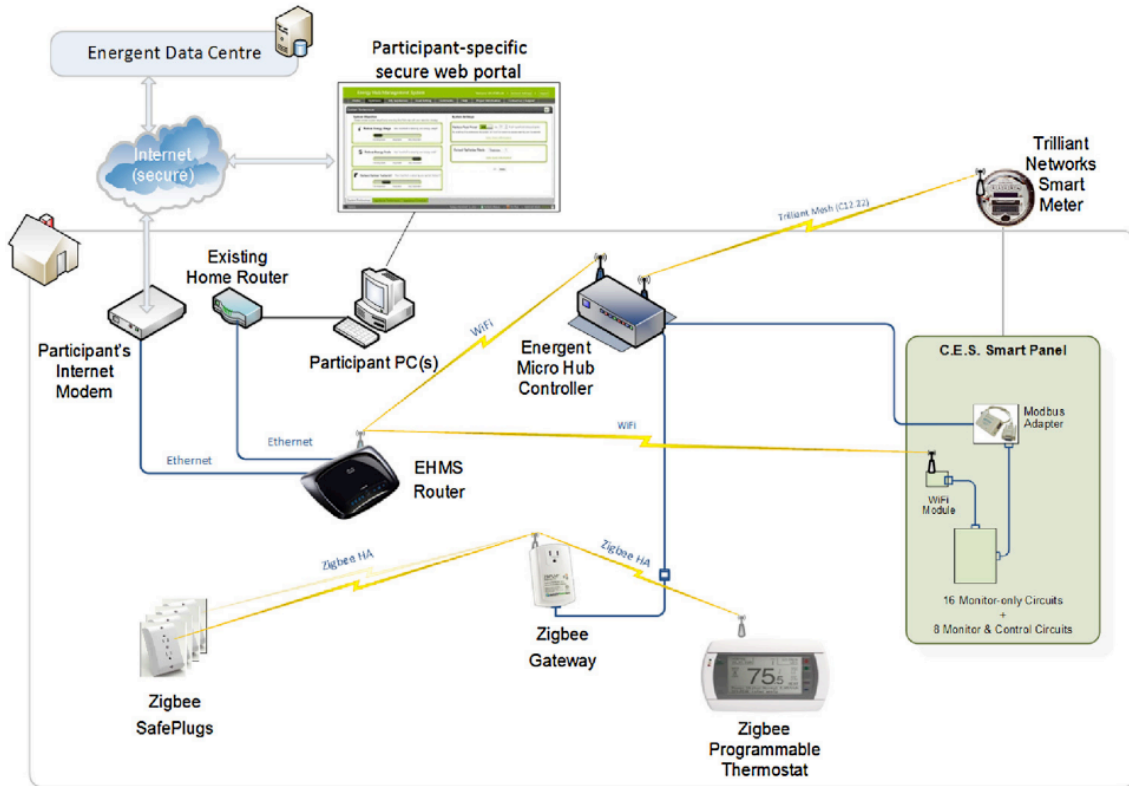 Energent Data Centre
Participant-specific
secure web portal
Internet
(secure)
Trilliant
Networks
Smart
Meter
Trilliant Mesh (C12.22)
Existing
Home Router
Participant's
Internet
Modem
Participant PC(s)
WiFi
Energent
Micro Hub
Controller
C.E.S. Smart Panel
Modbus
Adapter
WiFi
Ethernet
Ethernet
EHMS
Router
WiFi
Module
Zigbee HA
Zigbee HA
16 Monitor-only Circuits
+
8 Monitor & Control Circuits
Zigbee
Gateway
75.5
Zigbee
SafePlugs
Zigbee
Programmable
Thermostat